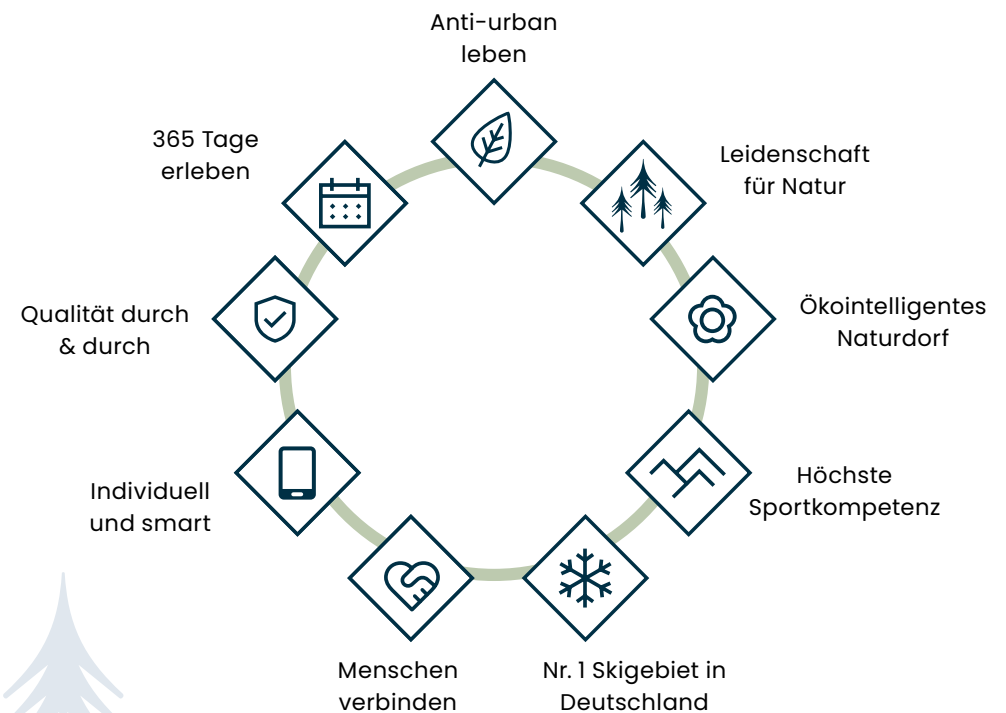 Anti-urban
leben
365 Tage
erleben
Leidenschaft
für Natur
Qualität durch
& durch
Ökointelligentes
Naturdorf
Individuell
und smart
Höchste
Sportkompetenz
Menschen
verbinden
Nr. 1 Skigebiet in
Deutschland